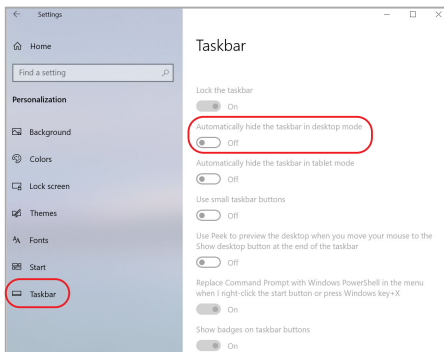 Settings
Home
Find a setting
Personalization
Background
Colors
Lock screen
Themes
Fonts
Start
Taskbar
Taskbar
Lock the taskbar
On
Automatically hide the taskbar in desktop mode
Off
Automatically hide the taskbar in tablet mode
Off
Use small taskbar buttons
Off
Use Peek to preview the desktop when you move your mouse to the
Show desktop button at the end of the taskbar
Off
Replace Command Prompt with Windows PowerShell in the menu
when I right-click the start button or press Windows key+X
On
Show badges on taskbar buttons
On